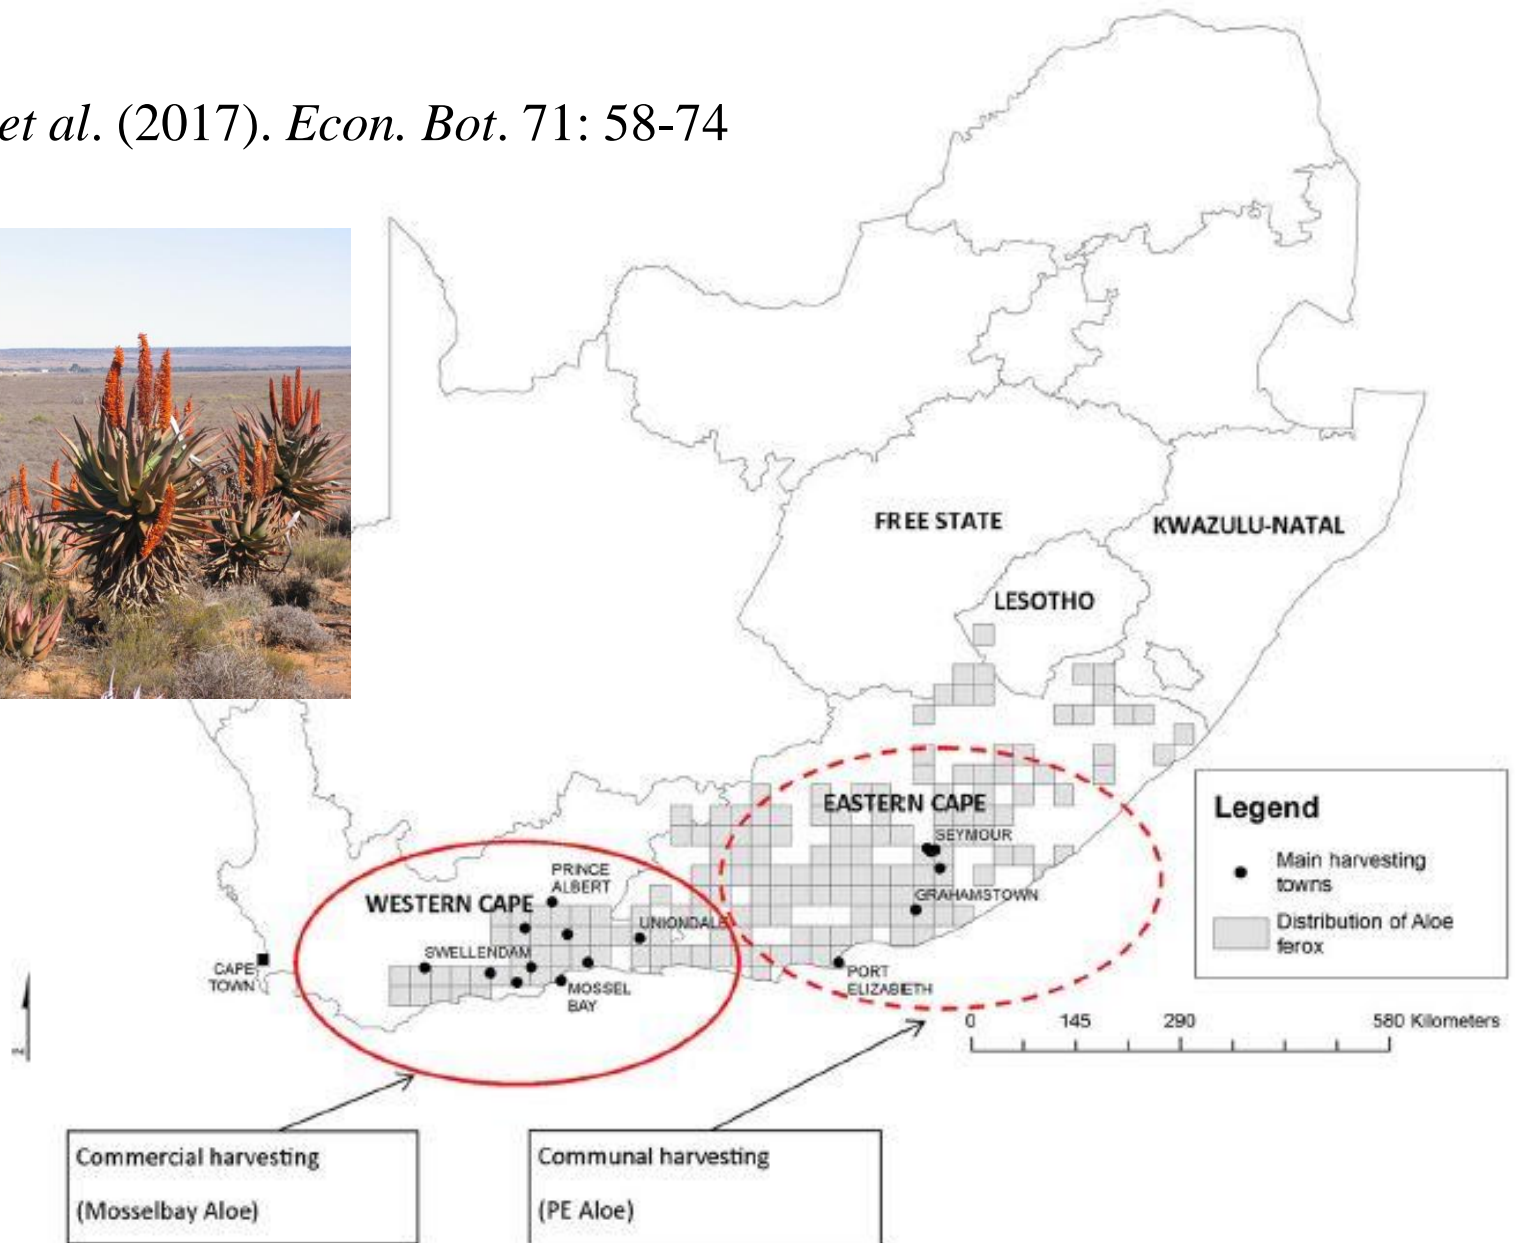 et al. (2017). Econ. Bot. 71: 58-74
FREE STATE
KWAZULU-NATAL
LESOTHO
EASTERN CAPE
SEYMOUR
GRAHAMSTOWN
PORT
ELIZABETH
PRINCE
ALBERT
WESTERN CAPE
UNIONDALE
SWELLENDAM
CAPE
TOWN
MOSSEL
BAY
Legend
Main harvesting
towns
Distribution of Aloe
ferox
0 145 290 580 Kilometers
N
Commercial harvesting
(Mosselbay Aloe)
Communal harvesting
(PE Aloe)